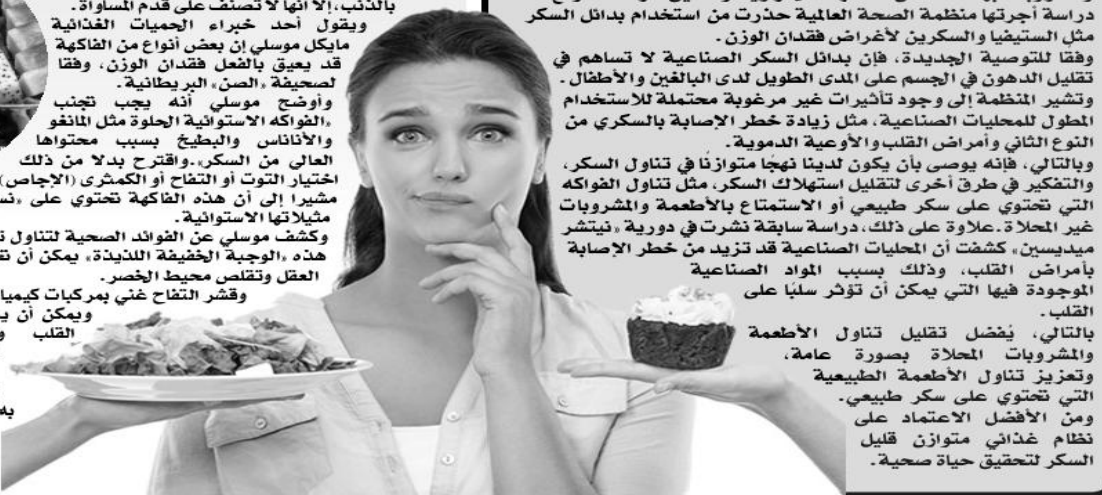 دراسة أجرتها منظمة الصحة العالمية حذرت من استخدام بدائل السكر
مثل الستيفيا والسكرين لأغراض فقدان الوزن.
وفقا للتوصية الجديدة، فإن بدائل السكر الصناعية لا تساهم في
تقليل الدهون في الجسم على المدى الطويل لدى البالغين والأطفال.
وتشير المنظمة إلى وجود تأثيرات غير مرغوبة محتملة للاستخدام
المطول للمحليات الصناعية، مثل زيادة خطر الإصابة بالسكري من
النوع الثاني وأمراض القلب والأوعية الدموية.
وبالتالي، فإنه يوصى بأن يكون لدينا نهجًا متوازنًا في تناول السكر،
والتفكير في طرق أخرى لتقليل استهلاك السكر، مثل تناول الفواكه
التي تحتوي على سكر طبيعي أو الاستمتاع بالأطعمة والمشروبات
غير المحلاة. علاوة على ذلك، دراسة سابقة نشرت في دورية «نيتشر
ميديسين» كشفت أن المحليات الصناعية قد تزيد من خطر الإصابة
بأمراض القلب، وذلك بسبب المواد الصناعية
الموجودة فيها التي يمكن أن تؤثر سلبًا على
القلب.
بالتالي، يُفضل تقليل تناول الأطعمة
والمشروبات المحلاة بصورة عامة،
وتعزيز تناول الأطعمة الطبيعية
التي تحتوي على سكر طبيعي.
ومن الأفضل الاعتماد على
نظام غذائي متوازن قليل
السكر لتحقيق حياة صحية.
بالذنب، إلا أنها لا تصنف على قدم المساواة.
ويقول أحد خبراء الحميات الغذائية
مايكل موسلي إن بعض أنواع من الفاكهة
قد يعيق بالفعل فقدان الوزن، وفقا
لصحيفة «الصن» البريطانية.
وأوضح موسلي أنه يجب تجنب
«الفواكه الاستوائية الحلوة مثل المانغو
والأناناس والبطيخ بسبب محتواها
العالي من السكر». واقترح بدلا من ذلك
اختيار التوت أو التفاح أو الكمثرى (الإجاص)
مشيرا إلى أن هذه الفاكهة تحتوي على
مثيلاتها الاستوائية.
وكشف موسلي عن الفوائد الصحية لتناول
هذه «الوجبة الخفيفة اللذيذة» يمكن أن
العقل وتقلص محيط الخصر.
وقشر التفاح غني بمركبات
ويمكن أن
القلب